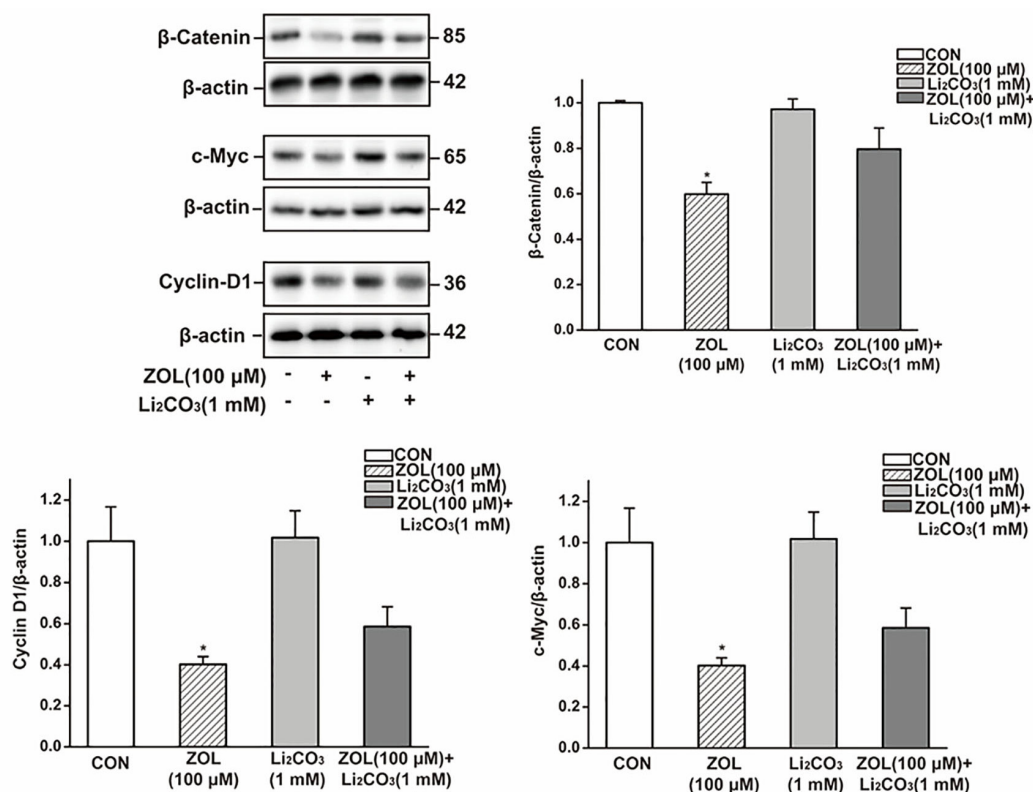 β-Catenin
85
β-actin
42
c-Myc
65
β-actin
42
Cyclin-D1
36
β-actin
42
ZOL(100 µM) - + - +
Li₂CO₃(1 mM) - - + +
CON
ZOL(100 µM)
Li₂CO₃(1 mM)
ZOL(100 µM)+
Li₂CO₃(1 mM)
β-Catenin/β-actin
1.0
0.8
0.6
0.4
0.2
0.0
*
CON
ZOL
(100 µM)
Li₂CO₃
(1 mM)
ZOL(100 µM)+
Li₂CO₃(1 mM)
CON
ZOL(100 µM)
Li₂CO₃(1 mM)
ZOL(100 µM)+
Li₂CO₃(1 mM)
Cyclin D1/β-actin
1.2
1.0
0.8
0.6
0.4
0.2
0.0
*
CON
ZOL
(100 µM)
Li₂CO₃
(1 mM)
ZOL(100 µM)+
Li₂CO₃(1 mM)
CON
ZOL(100 µM)
Li₂CO₃(1 mM)
ZOL(100 µM)+
Li₂CO₃(1 mM)
c-Myc/β-actin
1.2
1.0
0.8
0.6
0.4
0.2
0.0
*
CON
ZOL
(100 µM)
Li₂CO₃
(1 mM)
ZOL(100 µM)+
Li₂CO₃(1 mM)